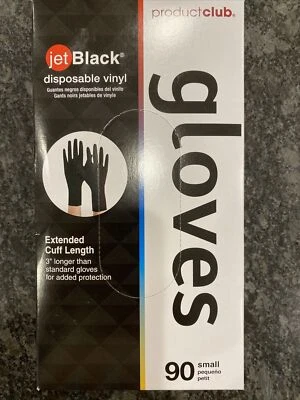 productclub®
jetBlack®
disposable vinyl
Guantes negros disponibles del vinilo
Gants noirs jetables de vinyle
gloves
Extended
Cuff Length
3" longer than
standard gloves
for added protection
90 small
pequeño
petit